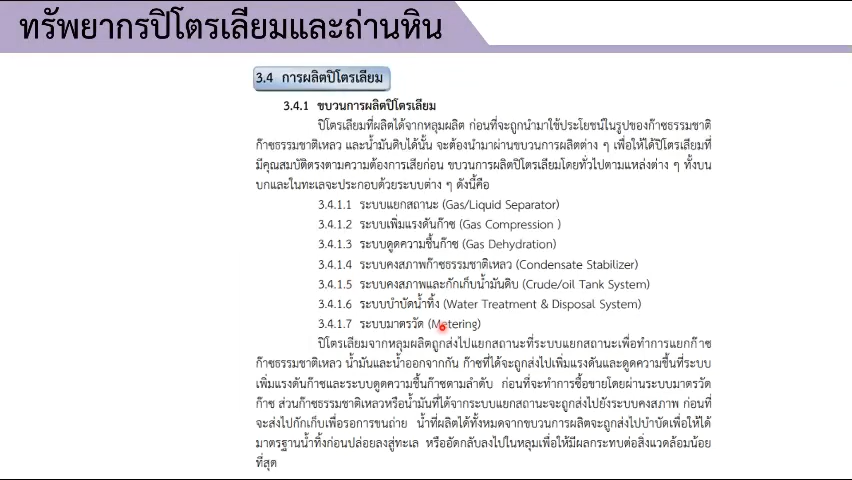 ทรัพยากรปิโตรเลียมและถ่านหิน
3.4 การผลิตปิโตรเลียม
3.4.1 ขบวนการผลิตปิโตรเลียม
ปิโตรเลียมที่ผลิตได้จากหลุมผลิต ก่อนที่จะถูกนำมาใช้ประโยชน์ในรูปของก๊าซธรรมชาติ
ก๊าซธรรมชาติเหลว และน้ำมันดิบได้นั้น จะต้องนำมาผ่านขบวนการผลิตต่าง ๆ เพื่อให้ได้ปิโตรเลียมที่
มีคุณสมบัติตรงตามความต้องการเสียก่อน ขบวนการผลิตปิโตรเลียมโดยทั่วไปตามแหล่งต่าง ๆ ทั้งบน
บกและในทะเลจะประกอบด้วยระบบต่าง ๆ ดังนี้คือ
3.4.1.1 ระบบแยกสถานะ (Gas/Liquid Separator)
3.4.1.2 ระบบเพิ่มแรงดันก๊าซ (Gas Compression )
3.4.1.3 ระบบดูดความชื้นก๊าซ (Gas Dehydration)
3.4.1.4 ระบบคงสภาพก๊าซธรรมชาติเหลว (Condensate Stabilizer)
3.4.1.5 ระบบคงสภาพและกักเก็บน้ำมันดิบ (Crude/oil Tank System)
3.4.1.6 ระบบบำบัดน้ำทิ้ง (Water Treatment & Disposal System)
3.4.1.7 ระบบมาตรวัด (Metering)
ปิโตรเลียมจากหลุมผลิตถูกส่งไปแยกสถานะที่ระบบแยกสถานะเพื่อทำการแยกก๊าซ
ก๊าซธรรมชาติเหลว น้ำมันและน้ำออกจากกัน ก๊าซที่ได้จะถูกส่งไปเพิ่มแรงดันและดูดความชื้นที่ระบบ
เพิ่มแรงดันก๊าซและระบบดูดความชื้นก๊าซตามลำดับ ก่อนที่จะทำการซื้อขายโดยผ่านระบบมาตรวัด
ก๊าซ ส่วนก๊าซธรรมชาติเหลวหรือน้ำมันที่ได้จากระบบแยกสถานะจะถูกส่งไปยังระบบคงสภาพ ก่อนที่
จะส่งไปกักเก็บเพื่อรอการขนถ่าย น้ำที่ผลิตได้ทั้งหมดจากขบวนการผลิตจะถูกส่งไปบำบัดเพื่อให้ได้
มาตรฐานน้ำทิ้งก่อนปล่อยลงสู่ทะเล หรืออัดกลับลงไปในหลุมเพื่อให้มีผลกระทบต่อสิ่งแวดล้อมน้อย
ที่สุด